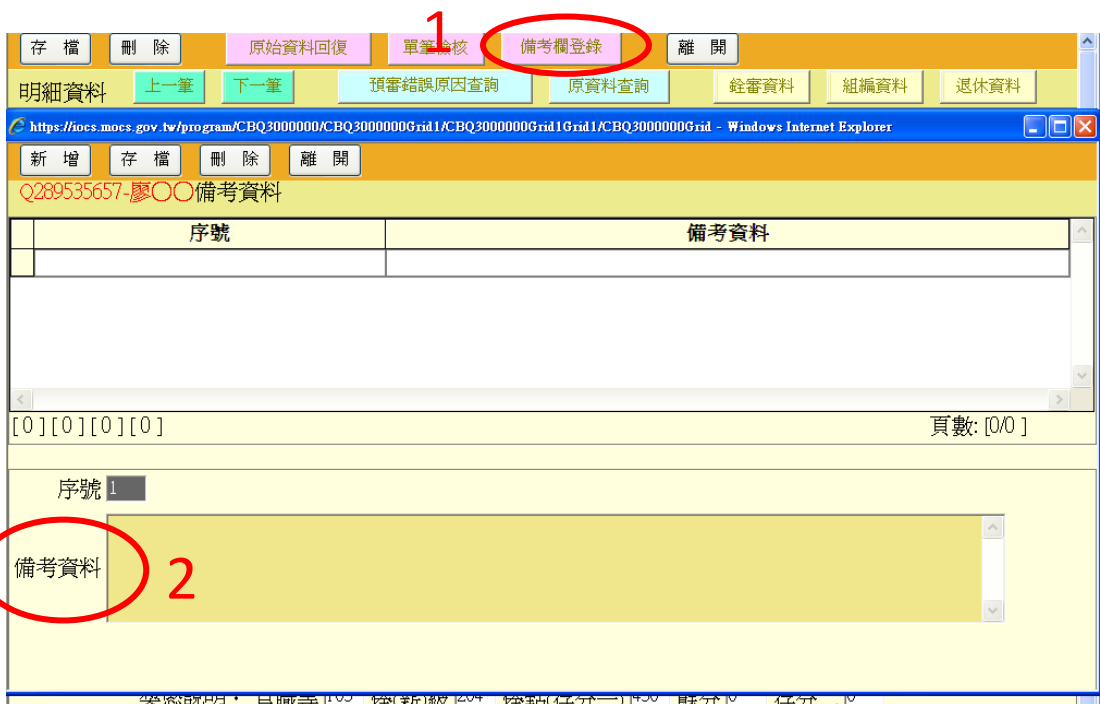 1
存 檔 刪 除 原始資料回復 單筆檢核 備考欄登錄 離 開
明細資料 上一筆 下一筆 預審錯誤原因查詢 原資料查詢 銓審資料 組編資料 退休資料
https://iocs.mocs.gov.tw/program/CBQ3000000/CBQ3000000Grid1/CBQ3000000Grid1Grid1/CBQ3000000Grid - Windows Internet Explorer
新 增 存 檔 刪 除 離 開
Q289535657-廖〇〇備考資料
序號 備考資料
[0][0][0][0] 頁數: [0/0 ]
序號 1
備考資料 2